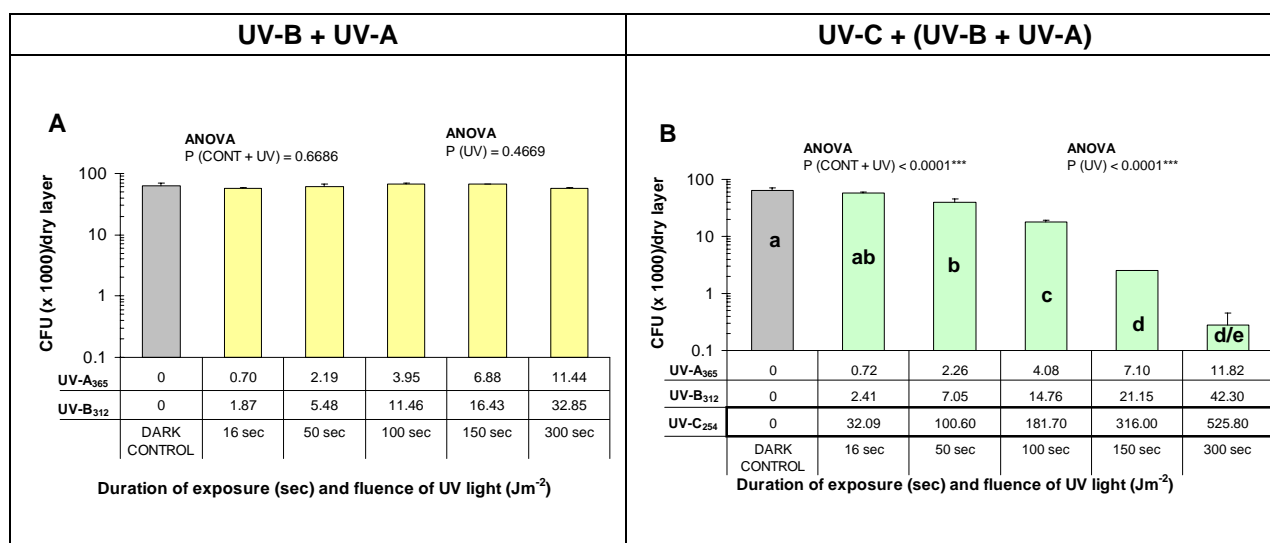 UV-B + UV-A
UV-C + (UV-B + UV-A)
A
ANOVA
P (CONT + UV) = 0.6686
ANOVA
P (UV) = 0.4669
CFU (x 1000)/dry layer
100
10
1
0.1
UV-A365 0 0.70 2.19 3.95 6.88 11.44
UV-B312 0 1.87 5.48 11.46 16.43 32.85
DARK CONTROL 16 sec 50 sec 100 sec 150 sec 300 sec
Duration of exposure (sec) and fluence of UV light (Jm-2)
B
ANOVA
P (CONT + UV) < 0.0001***
ANOVA
P (UV) < 0.0001***
CFU (x 1000)/dry layer
100
10
1
0.1
a ab b c d d/e
UV-A365 0 0.72 2.26 4.08 7.10 11.82
UV-B312 0 2.41 7.05 14.76 21.15 42.30
UV-C254 0 32.09 100.60 181.70 316.00 525.80
DARK CONTROL 16 sec 50 sec 100 sec 150 sec 300 sec
Duration of exposure (sec) and fluence of UV light (Jm-2)